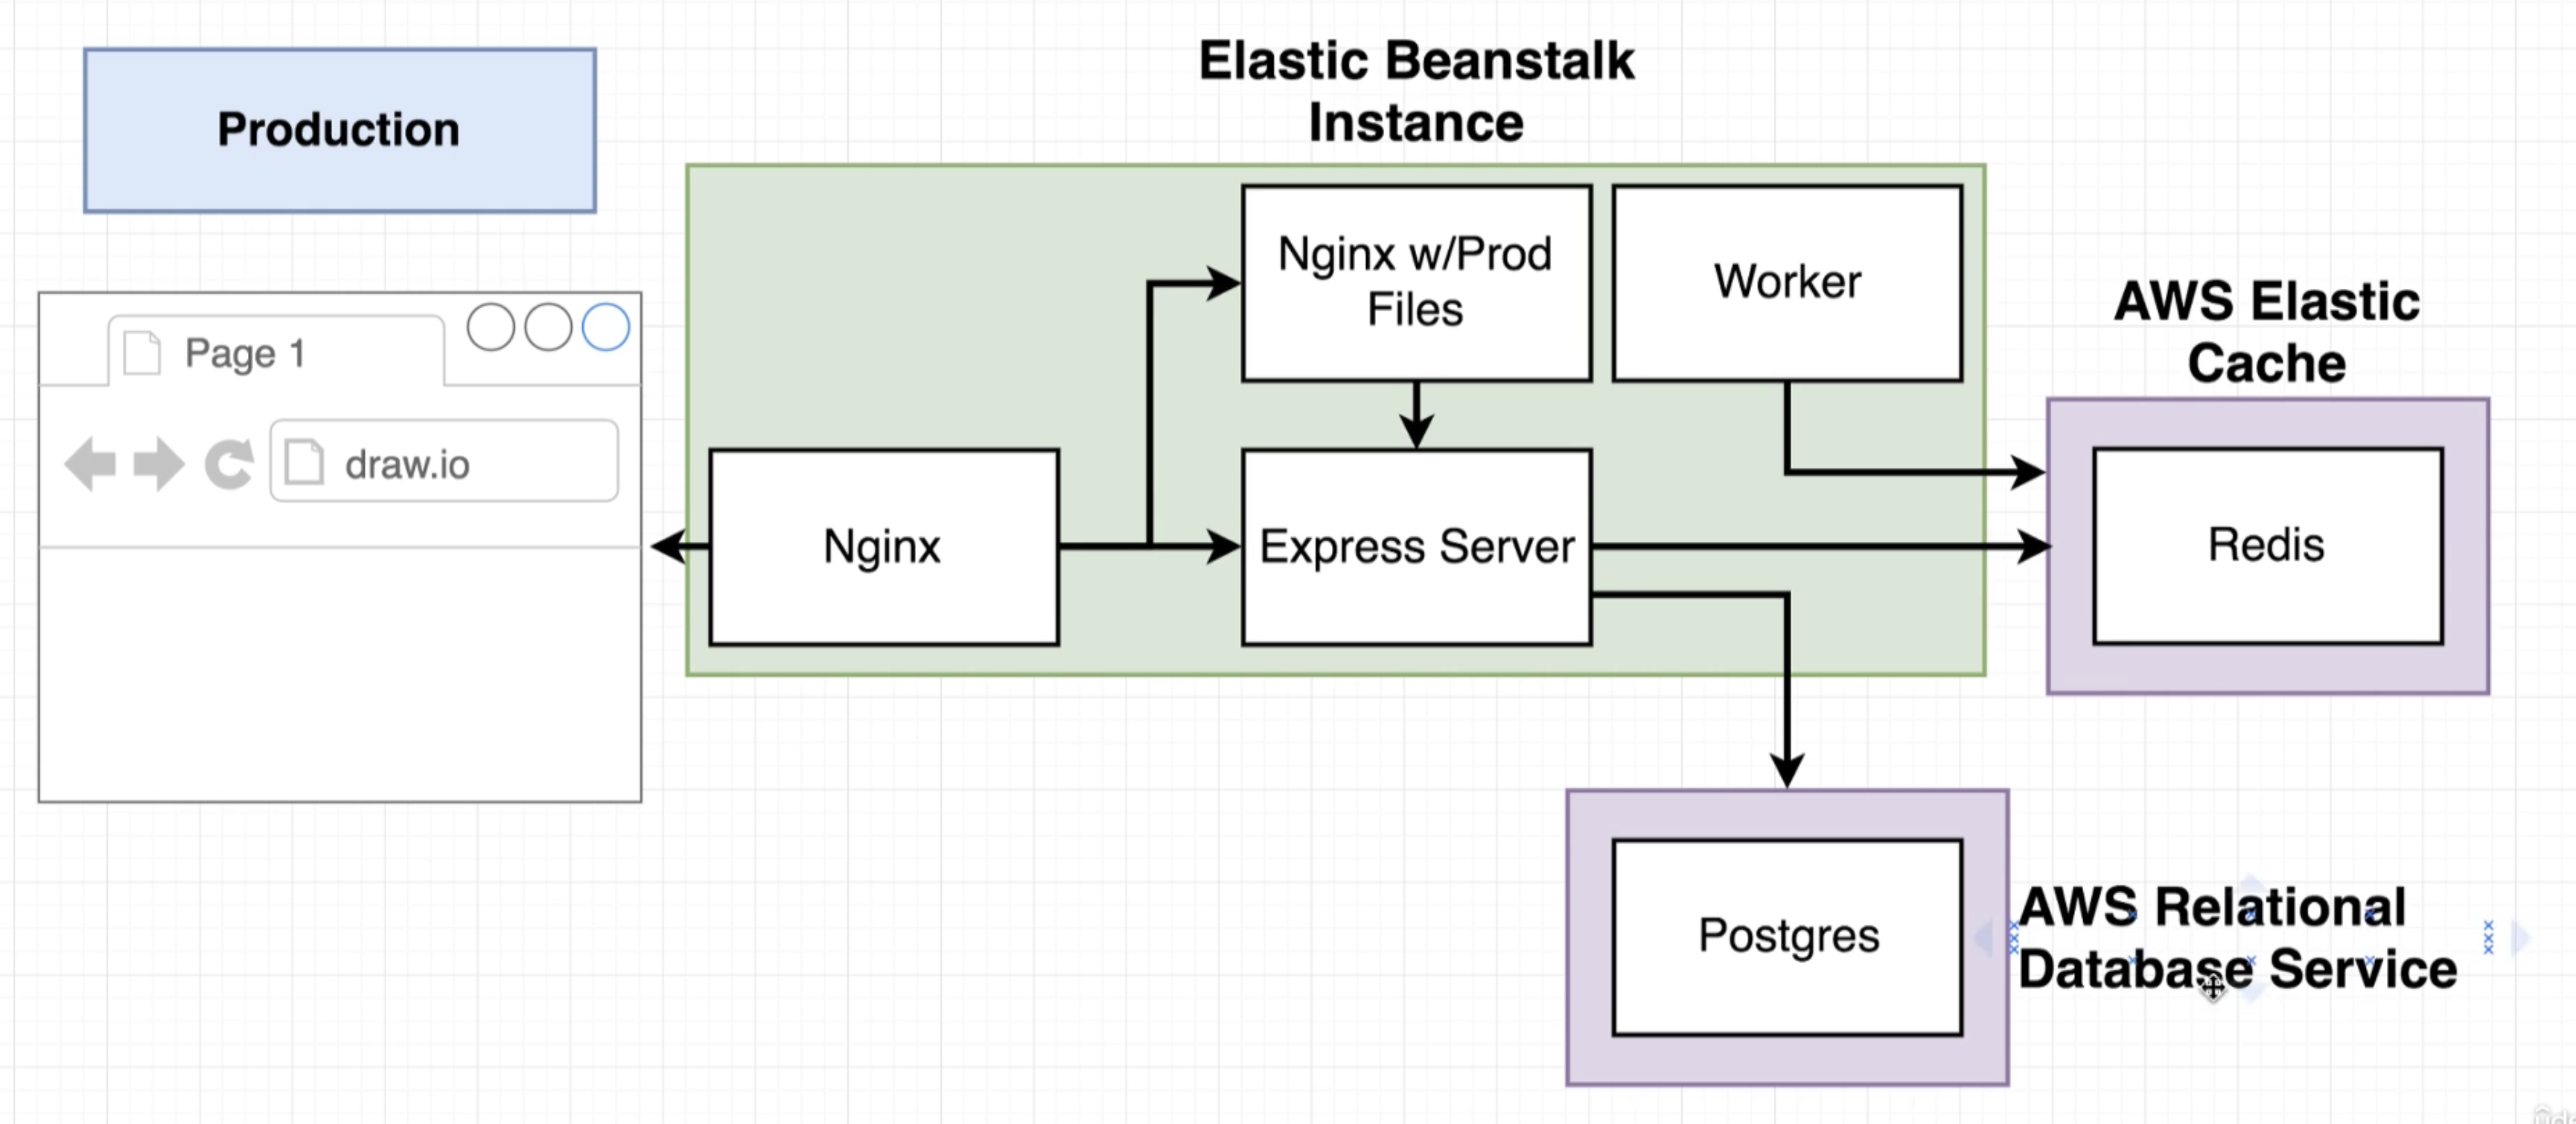 Production
Elastic Beanstalk
Instance
Page 1
draw.io
Nginx w/Prod
Files
Worker
AWS Elastic
Cache
Nginx
Express Server
Redis
Postgres
AWS Relational
Database Service